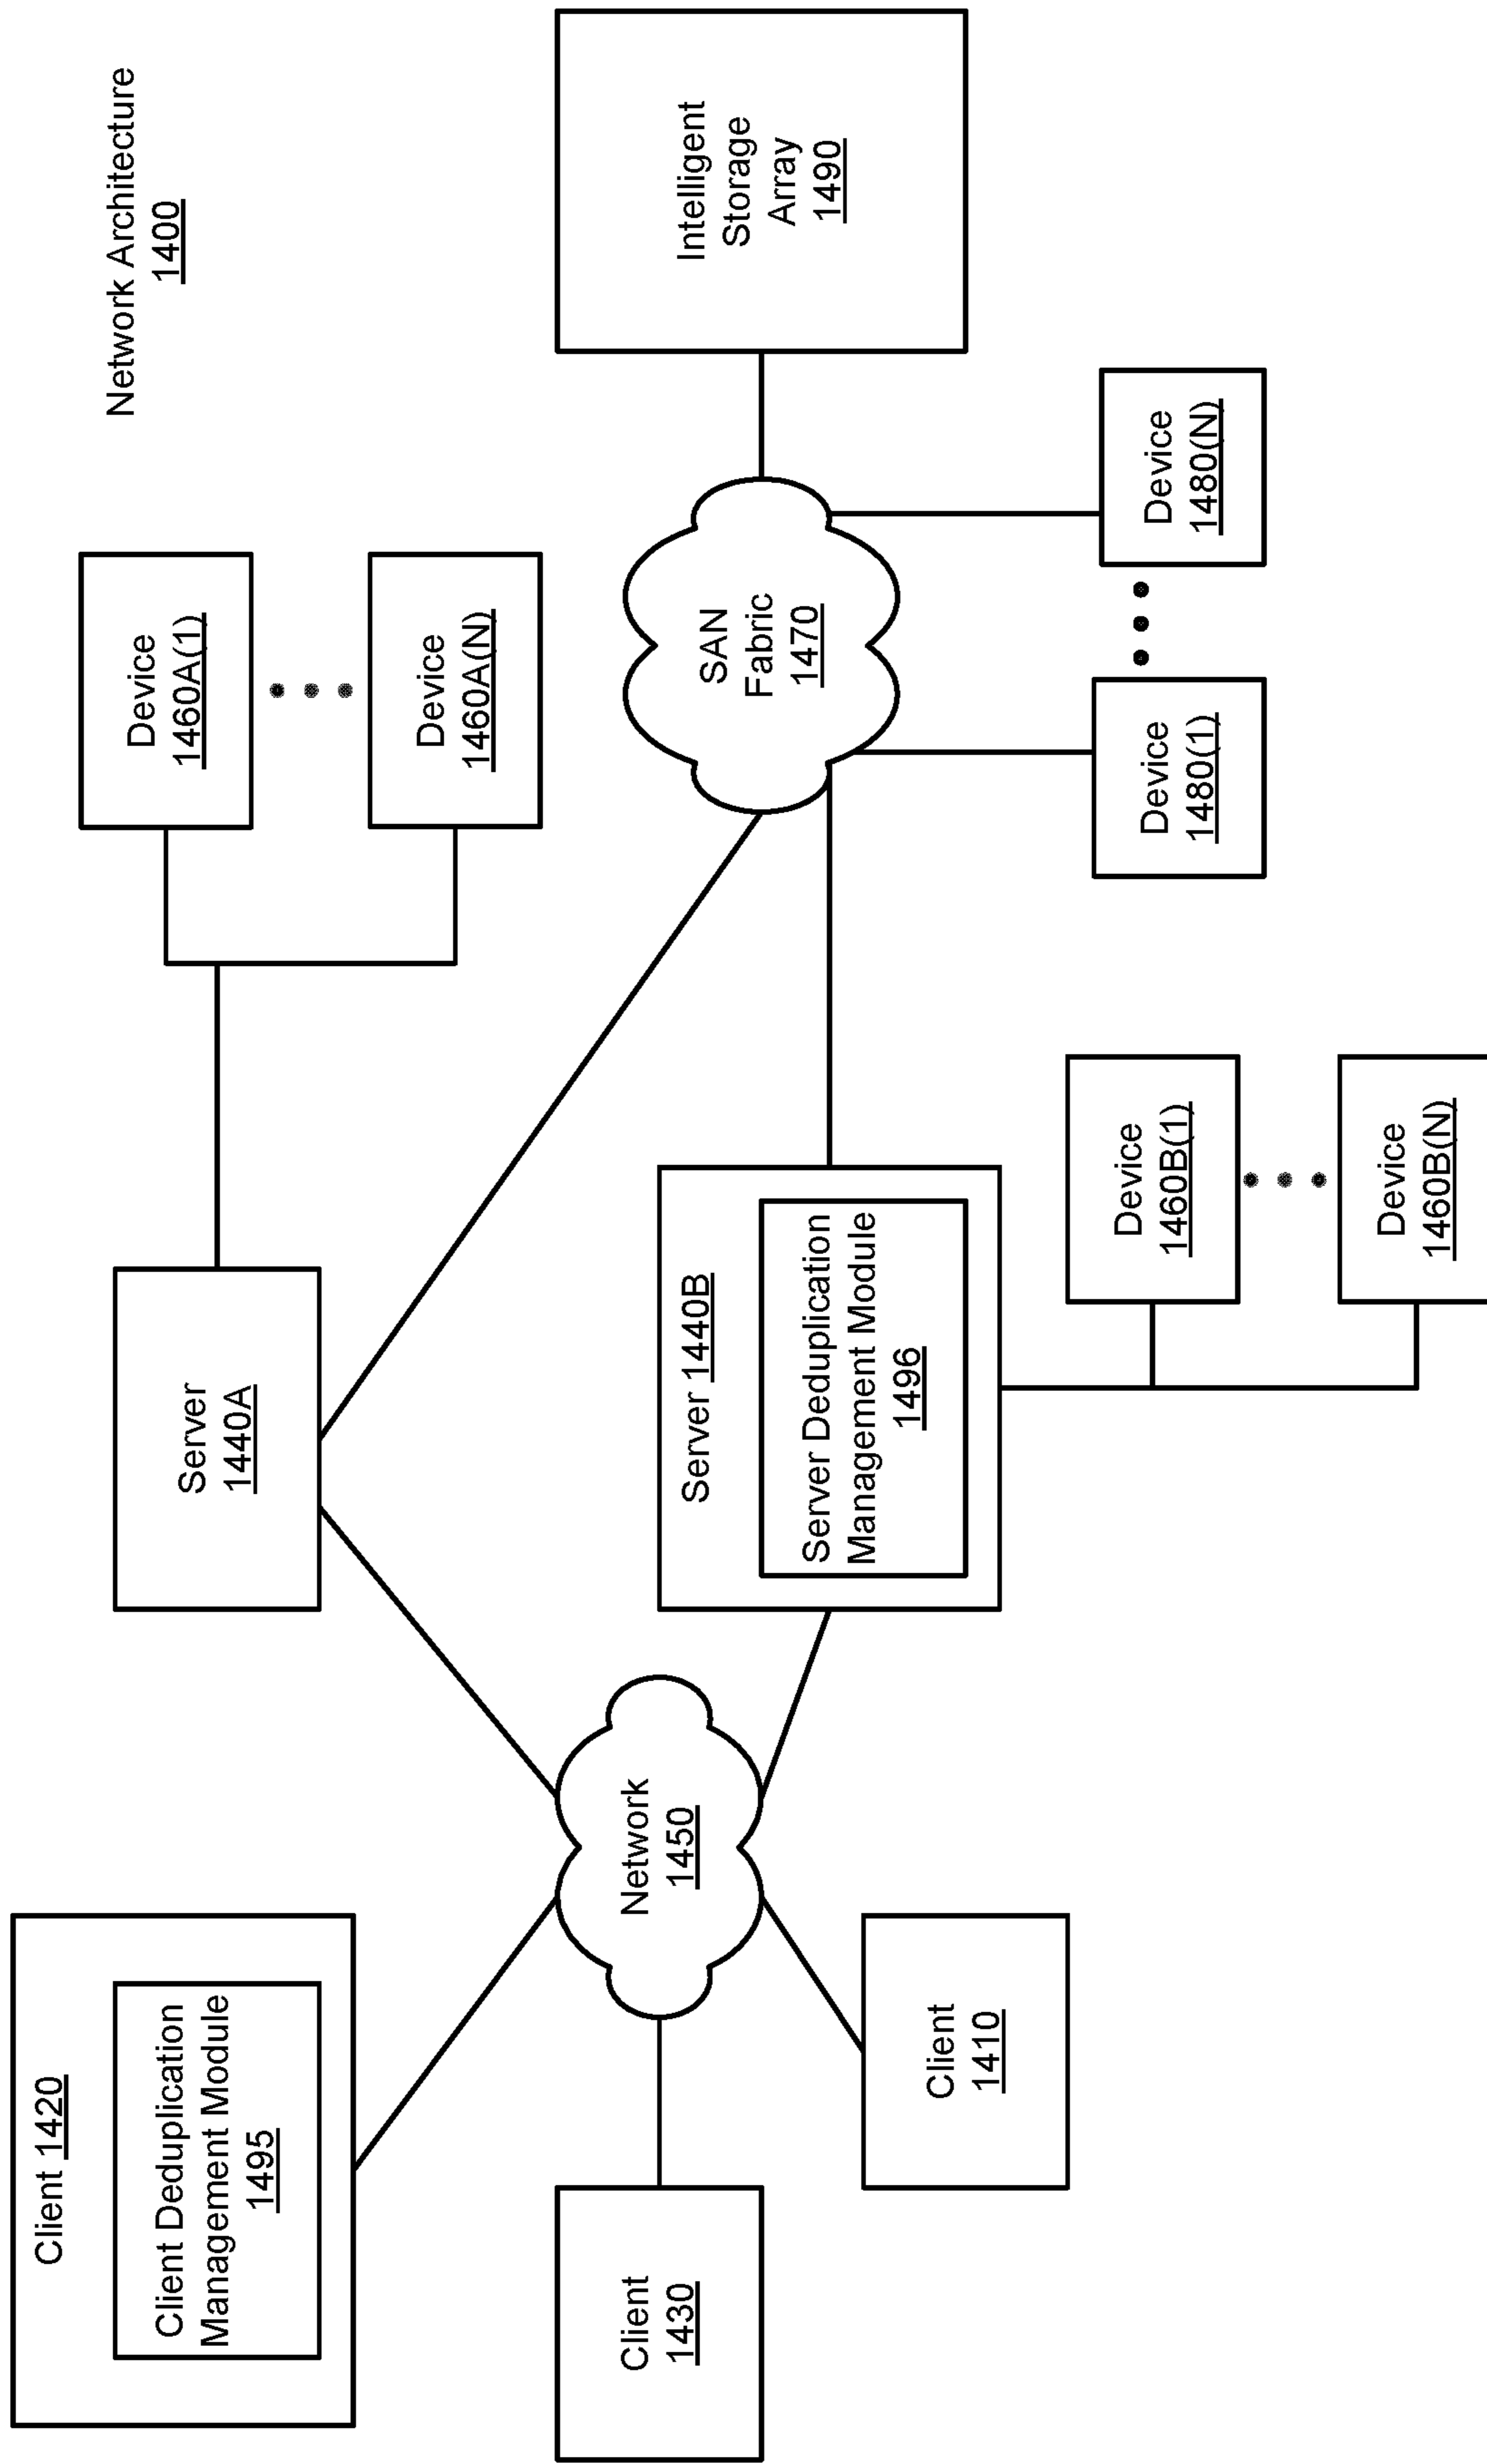 Network Architecture
1400
Client 1420
Client Deduplication
Management Module
1495
Server
1440A
Device
1460A(1)
Device
1460A(N)
Client
1430
Network
1450
Server 1440B
Server Deduplication
Management Module
1496
SAN
Fabric
1470
Intelligent
Storage
Array
1490
Client
1410
Device
1460B(1)
Device
1460B(N)
Device
1480(1)
Device
1480(N)